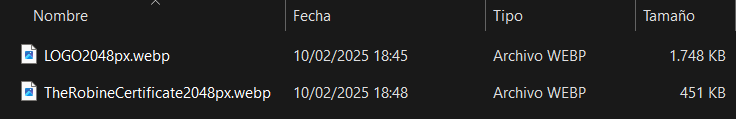 Nombre Fecha Tipo Tamaño
LOGO2048px.webp 10/02/2025 18:45 Archivo WEBP 1.748 KB
TheRobineCertificate2048px.webp 10/02/2025 18:48 Archivo WEBP 451 KB